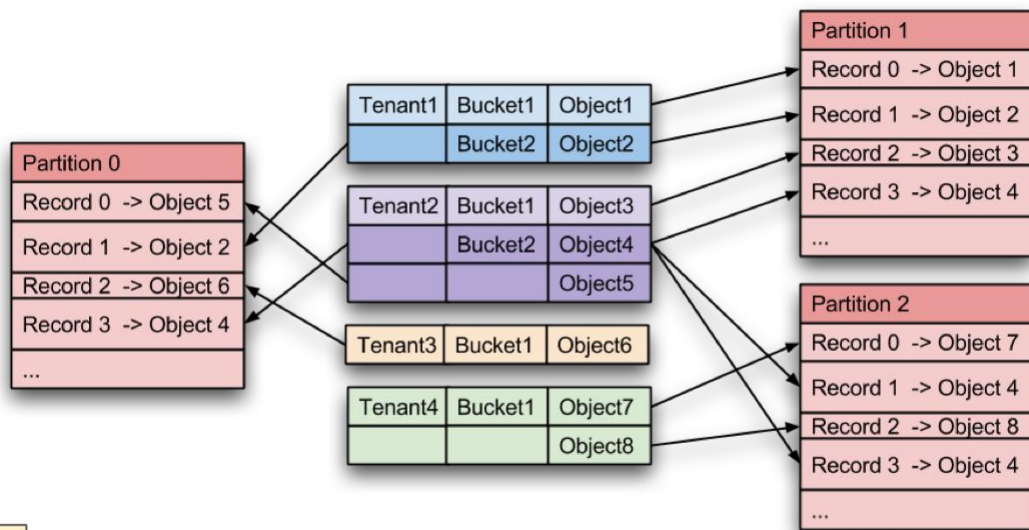 Partition 0
Record 0 -> Object 5
Record 1 -> Object 2
Record 2 -> Object 6
Record 3 -> Object 4
...
Tenant1 Bucket1 Object1
Bucket2 Object2
Tenant2 Bucket1 Object3
Bucket2 Object4
Object5
Tenant3 Bucket1 Object6
Tenant4 Bucket1 Object7
Object8
Partition 1
Record 0 -> Object 1
Record 1 -> Object 2
Record 2 -> Object 3
Record 3 -> Object 4
...
Partition 2
Record 0 -> Object 7
Record 1 -> Object 4
Record 2 -> Object 8
Record 3 -> Object 4
...